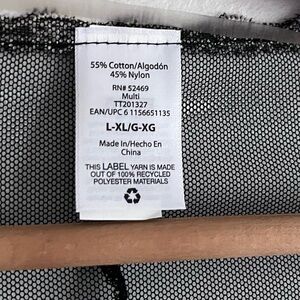 55% Cotton/Algodón
45% Nylon
RN# 52469
Multi
TT201327
EAN/UPC 6 1156651135
L-XL/G-XG
Made In/Hecho En
China
THIS LABEL YARN IS MADE
OUT OF 100% RECYCLED
POLYESTER MATERIALS